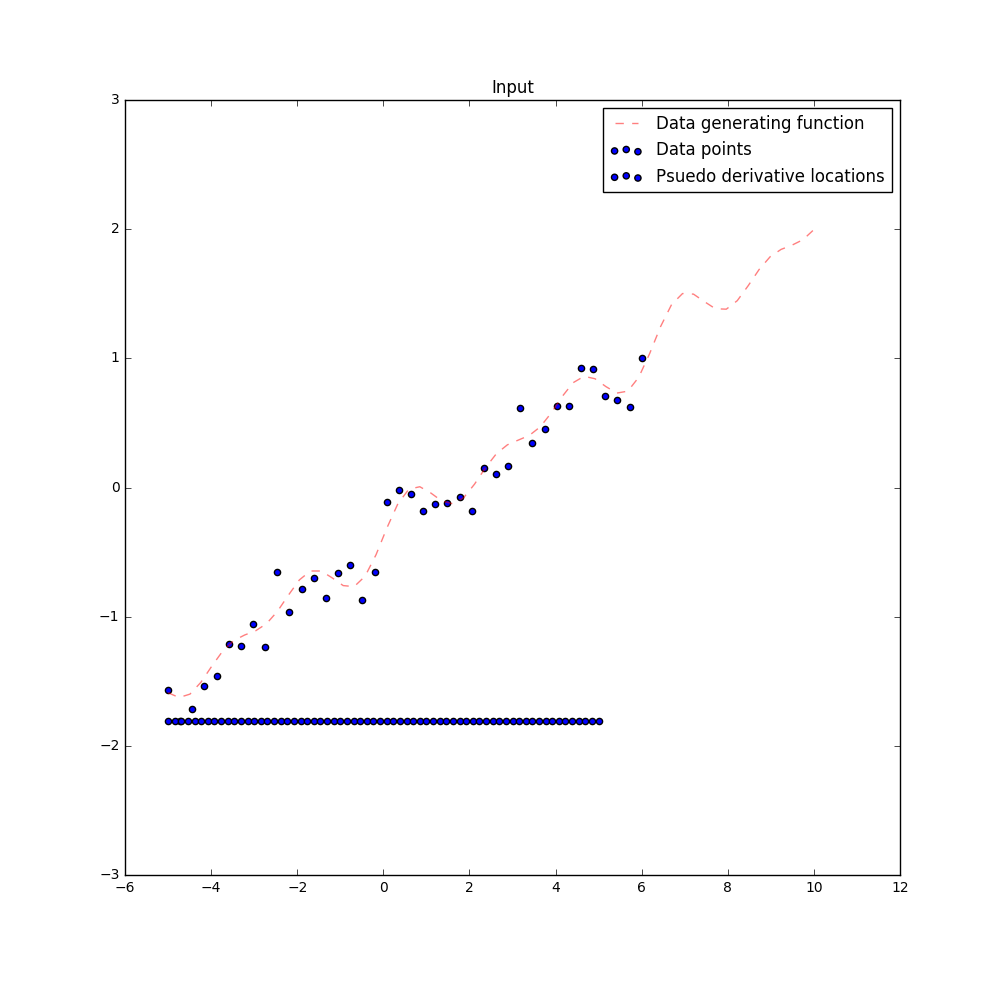 Input
3
Data generating function
Data points
Psuedo derivative locations
2
1
0
−1
−2
−3
−6 −4 −2 0 2 4 6 8 10 12